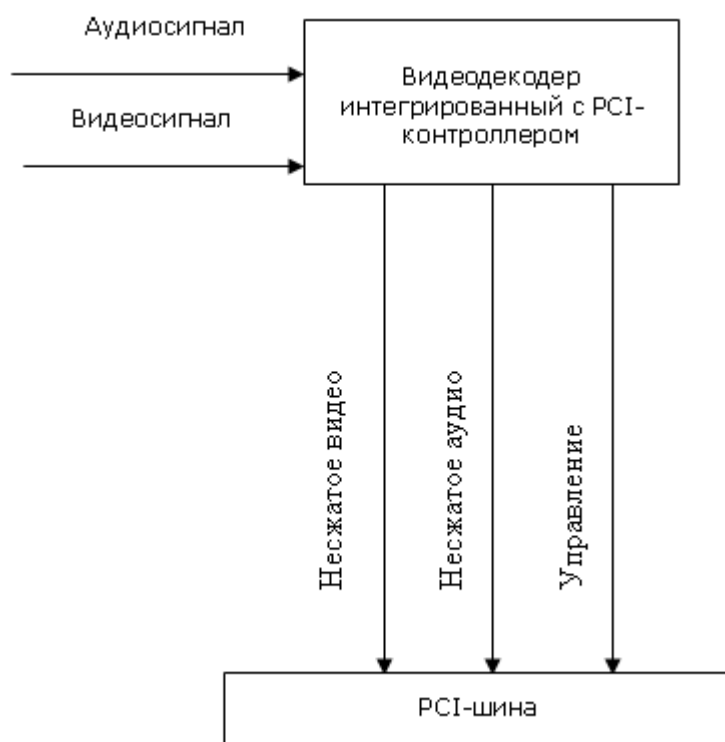 Аудиосигнал
Видеосигнал
Видеодекодер
интегрированный с PCI-
контроллером
Несжатое видео
Несжатое аудио
Управление
PCI-шина